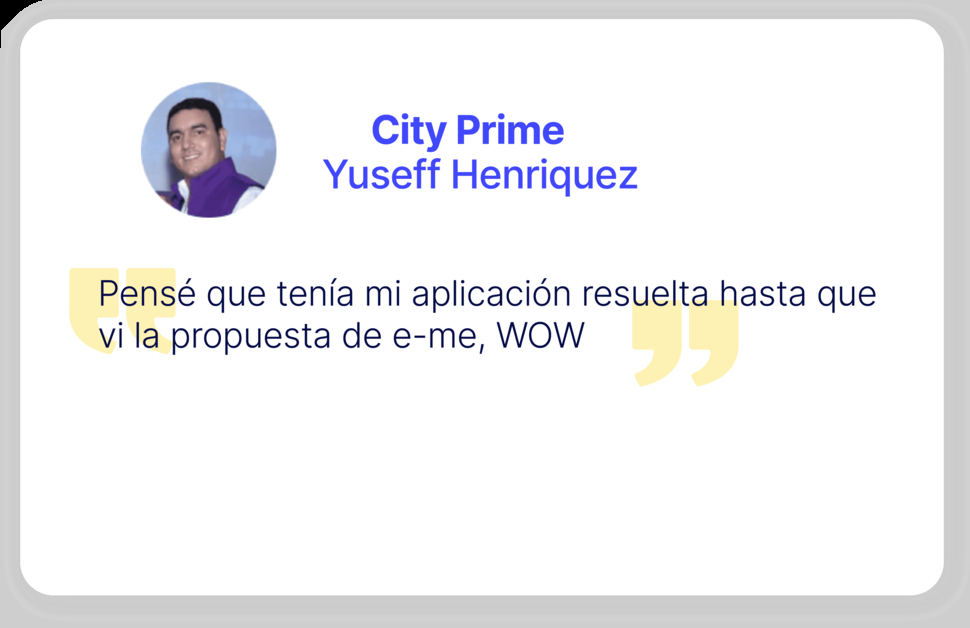 City Prime
Yuseff Henriquez
Pensé que tenía mi aplicación resuelta hasta que
vi la propuesta de e-me, WOW